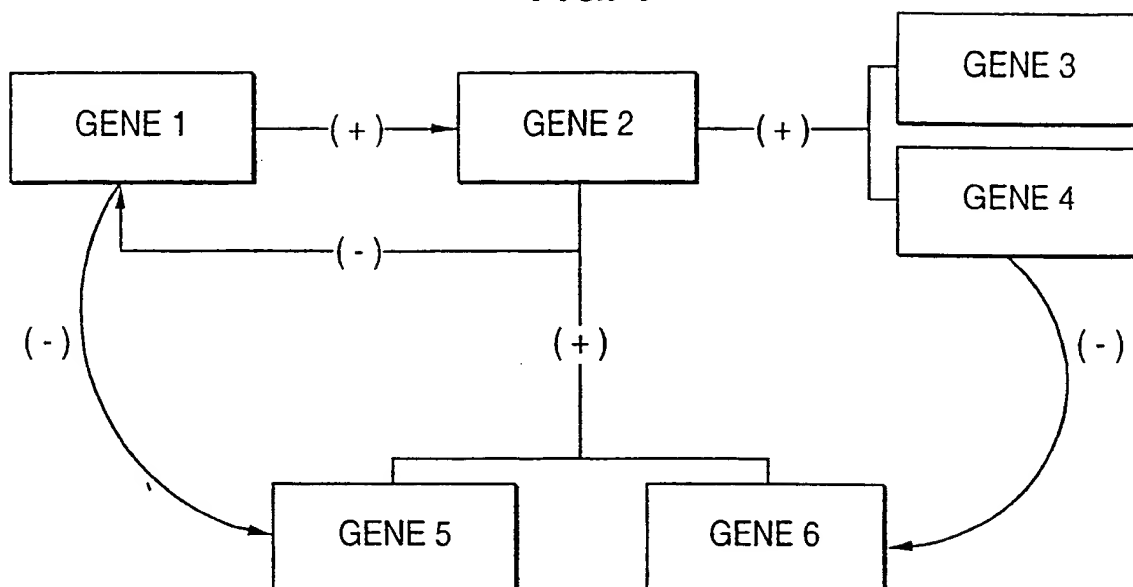 GENE 1
( + )
GENE 2
( + )
GENE 3
GENE 4
( - )
( - )
( + )
( - )
GENE 5
GENE 6